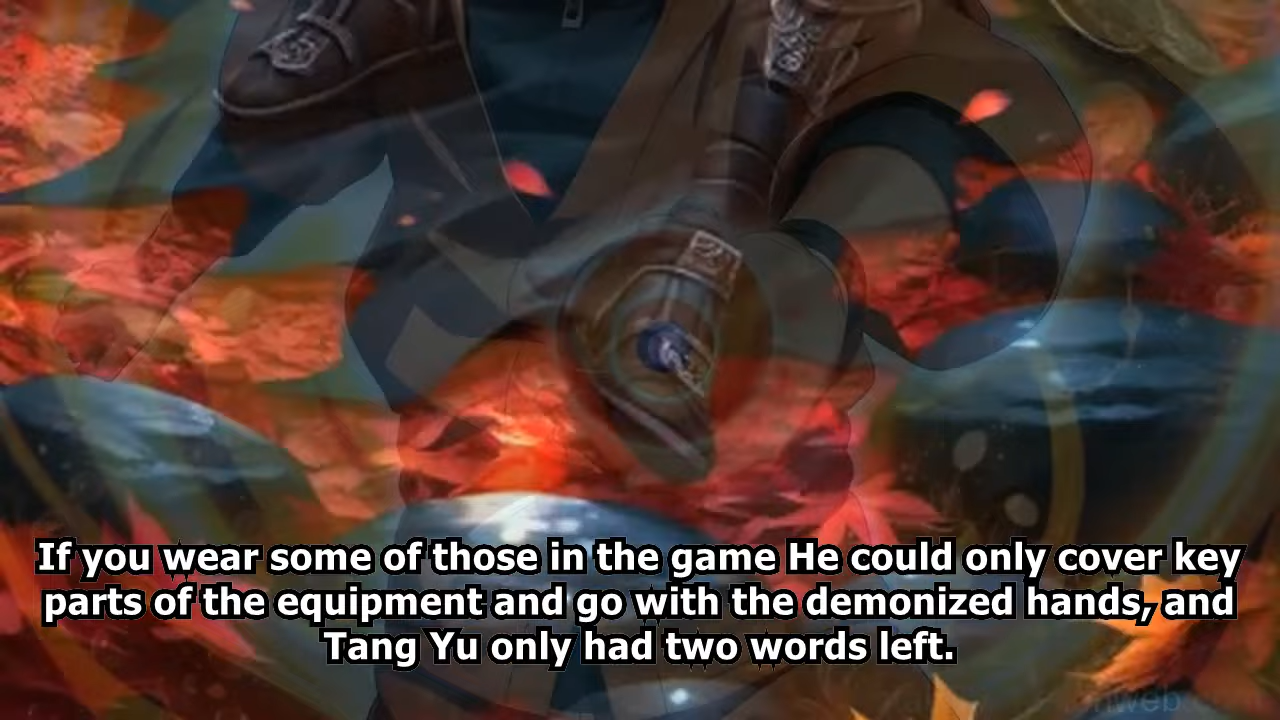 If you wear some of those in the game He could only cover key
parts of the equipment and go with the demonized hands, and
Tang Yu only had two words left.